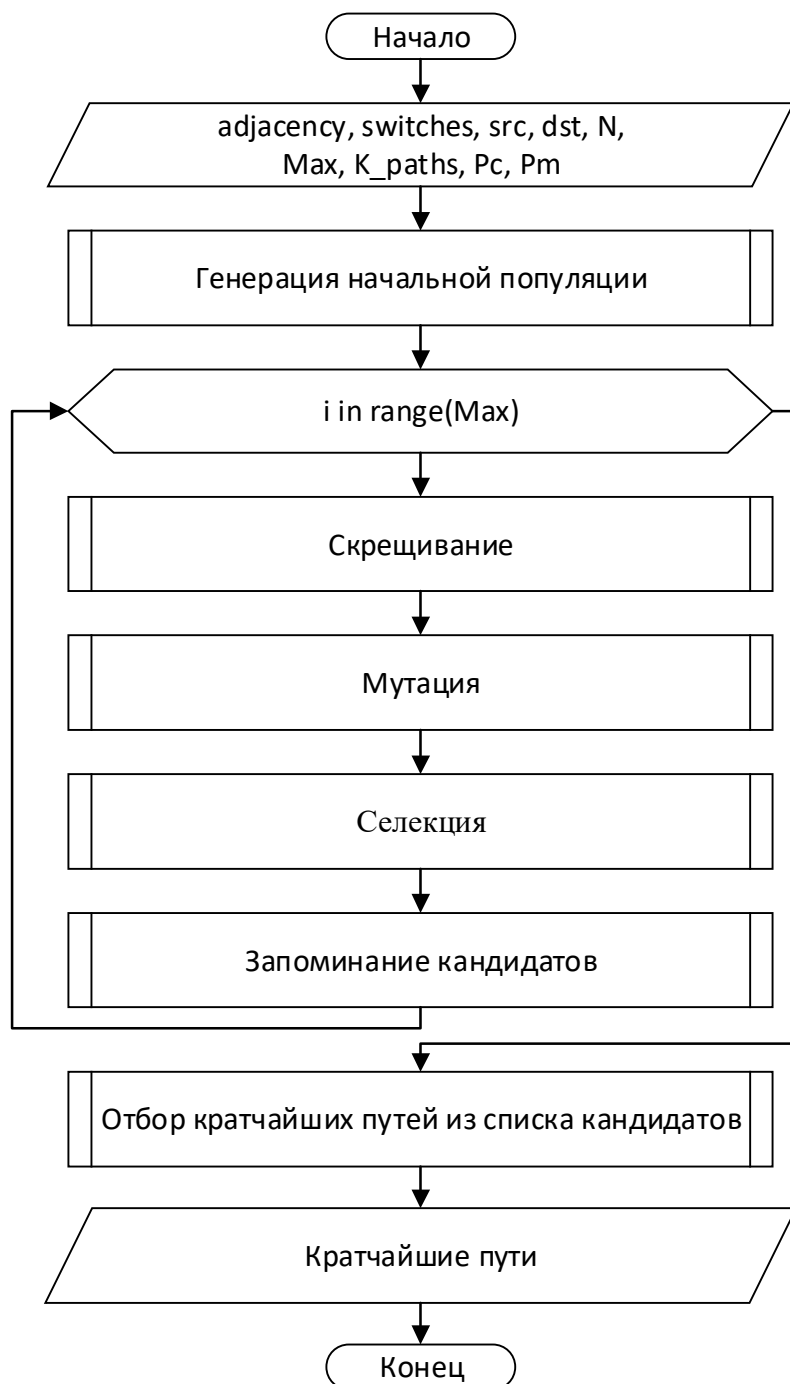 Начало
adjacency, switches, src, dst, N,
Max, K_paths, Pc, Pm
Генерация начальной популяции
i in range(Max)
Скрещивание
Мутация
Селекция
Запоминание кандидатов
Отбор кратчайших путей из списка кандидатов
Кратчайшие пути
Конец